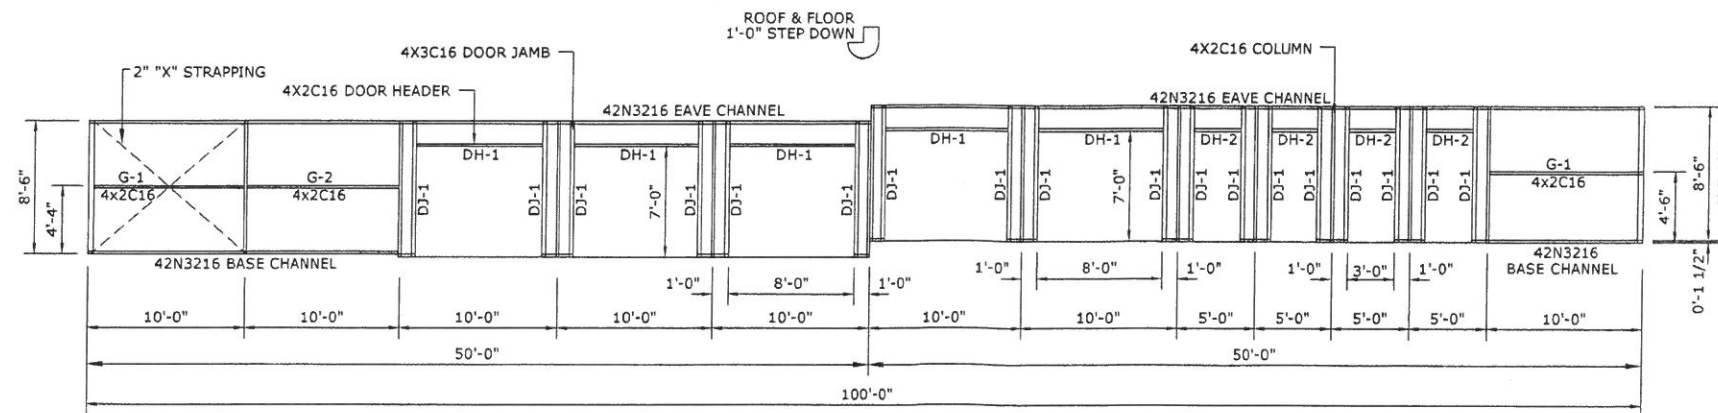 ROOF & FLOOR
1'-0" STEP DOWN
4X3C16 DOOR JAMB
4X2C16 COLUMN
2" "X" STRAPPING
4X2C16 DOOR HEADER
42N3216 EAVE CHANNEL
42N3216 EAVE CHANNEL
DH-1
DH-1
DH-1
DH-1
DH-1
DH-2
DH-2
DH-2
DH-2
8'-6"
4'-4"
G-1
4x2C16
G-2
4x2C16
DJ-1
DJ-1
DJ-1
7'-0"
DJ-1
DJ-1
DJ-1
DJ-1
DJ-1
DJ-1
7'-0"
DJ-1
DJ-1
DJ-1
DJ-1
DJ-1
DJ-1
DJ-1
DJ-1
DJ-1
G-1
4x2C16
4'-6"
8'-6"
42N3216 BASE CHANNEL
42N3216
BASE CHANNEL
0'-1 1/2"
1'-0"
8'-0"
1'-0"
1'-0"
8'-0"
1'-0"
1'-0"
3'-0"
1'-0"
10'-0"
10'-0"
10'-0"
10'-0"
10'-0"
10'-0"
10'-0"
5'-0"
5'-0"
5'-0"
5'-0"
10'-0"
50'-0"
50'-0"
100'-0"